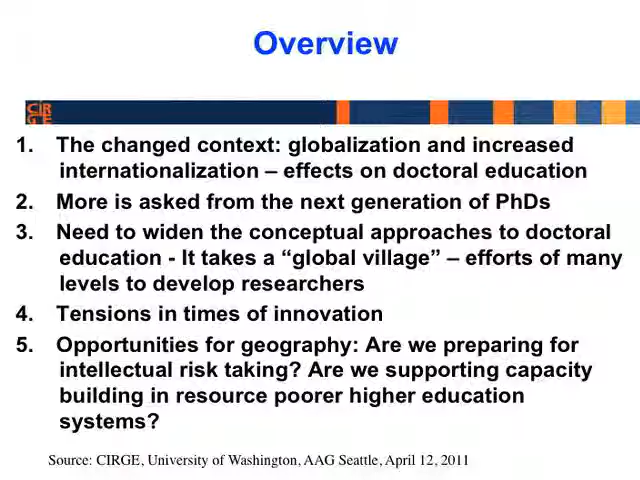 Overview
CIR
GE
1. The changed context: globalization and increased
internationalization – effects on doctoral education
2. More is asked from the next generation of PhDs
3. Need to widen the conceptual approaches to doctoral
education - It takes a “global village” – efforts of many
levels to develop researchers
4. Tensions in times of innovation
5. Opportunities for geography: Are we preparing for
intellectual risk taking? Are we supporting capacity
building in resource poorer higher education
systems?
Source: CIRGE, University of Washington, AAG Seattle, April 12, 2011